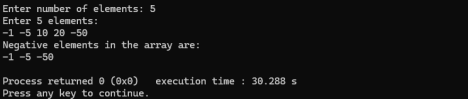 Enter number of elements: 5
Enter 5 elements:
-1 -5 10 20 -50
Negative elements in the array are:
-1 -5 -50
Process returned 0 (0x0)   execution time : 30.288 s
Press any key to continue.